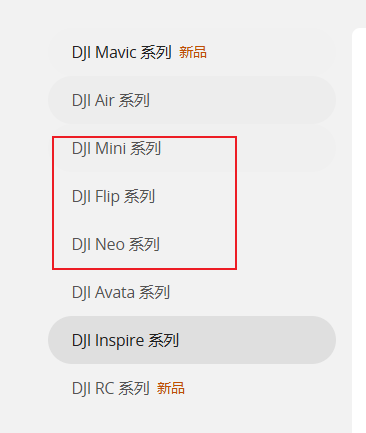 DJI Mavic 系列 新品
DJI Air 系列
DJI Mini 系列
DJI Flip 系列
DJI Neo 系列
DJI Avata 系列
DJI Inspire 系列
DJI RC 系列 新品